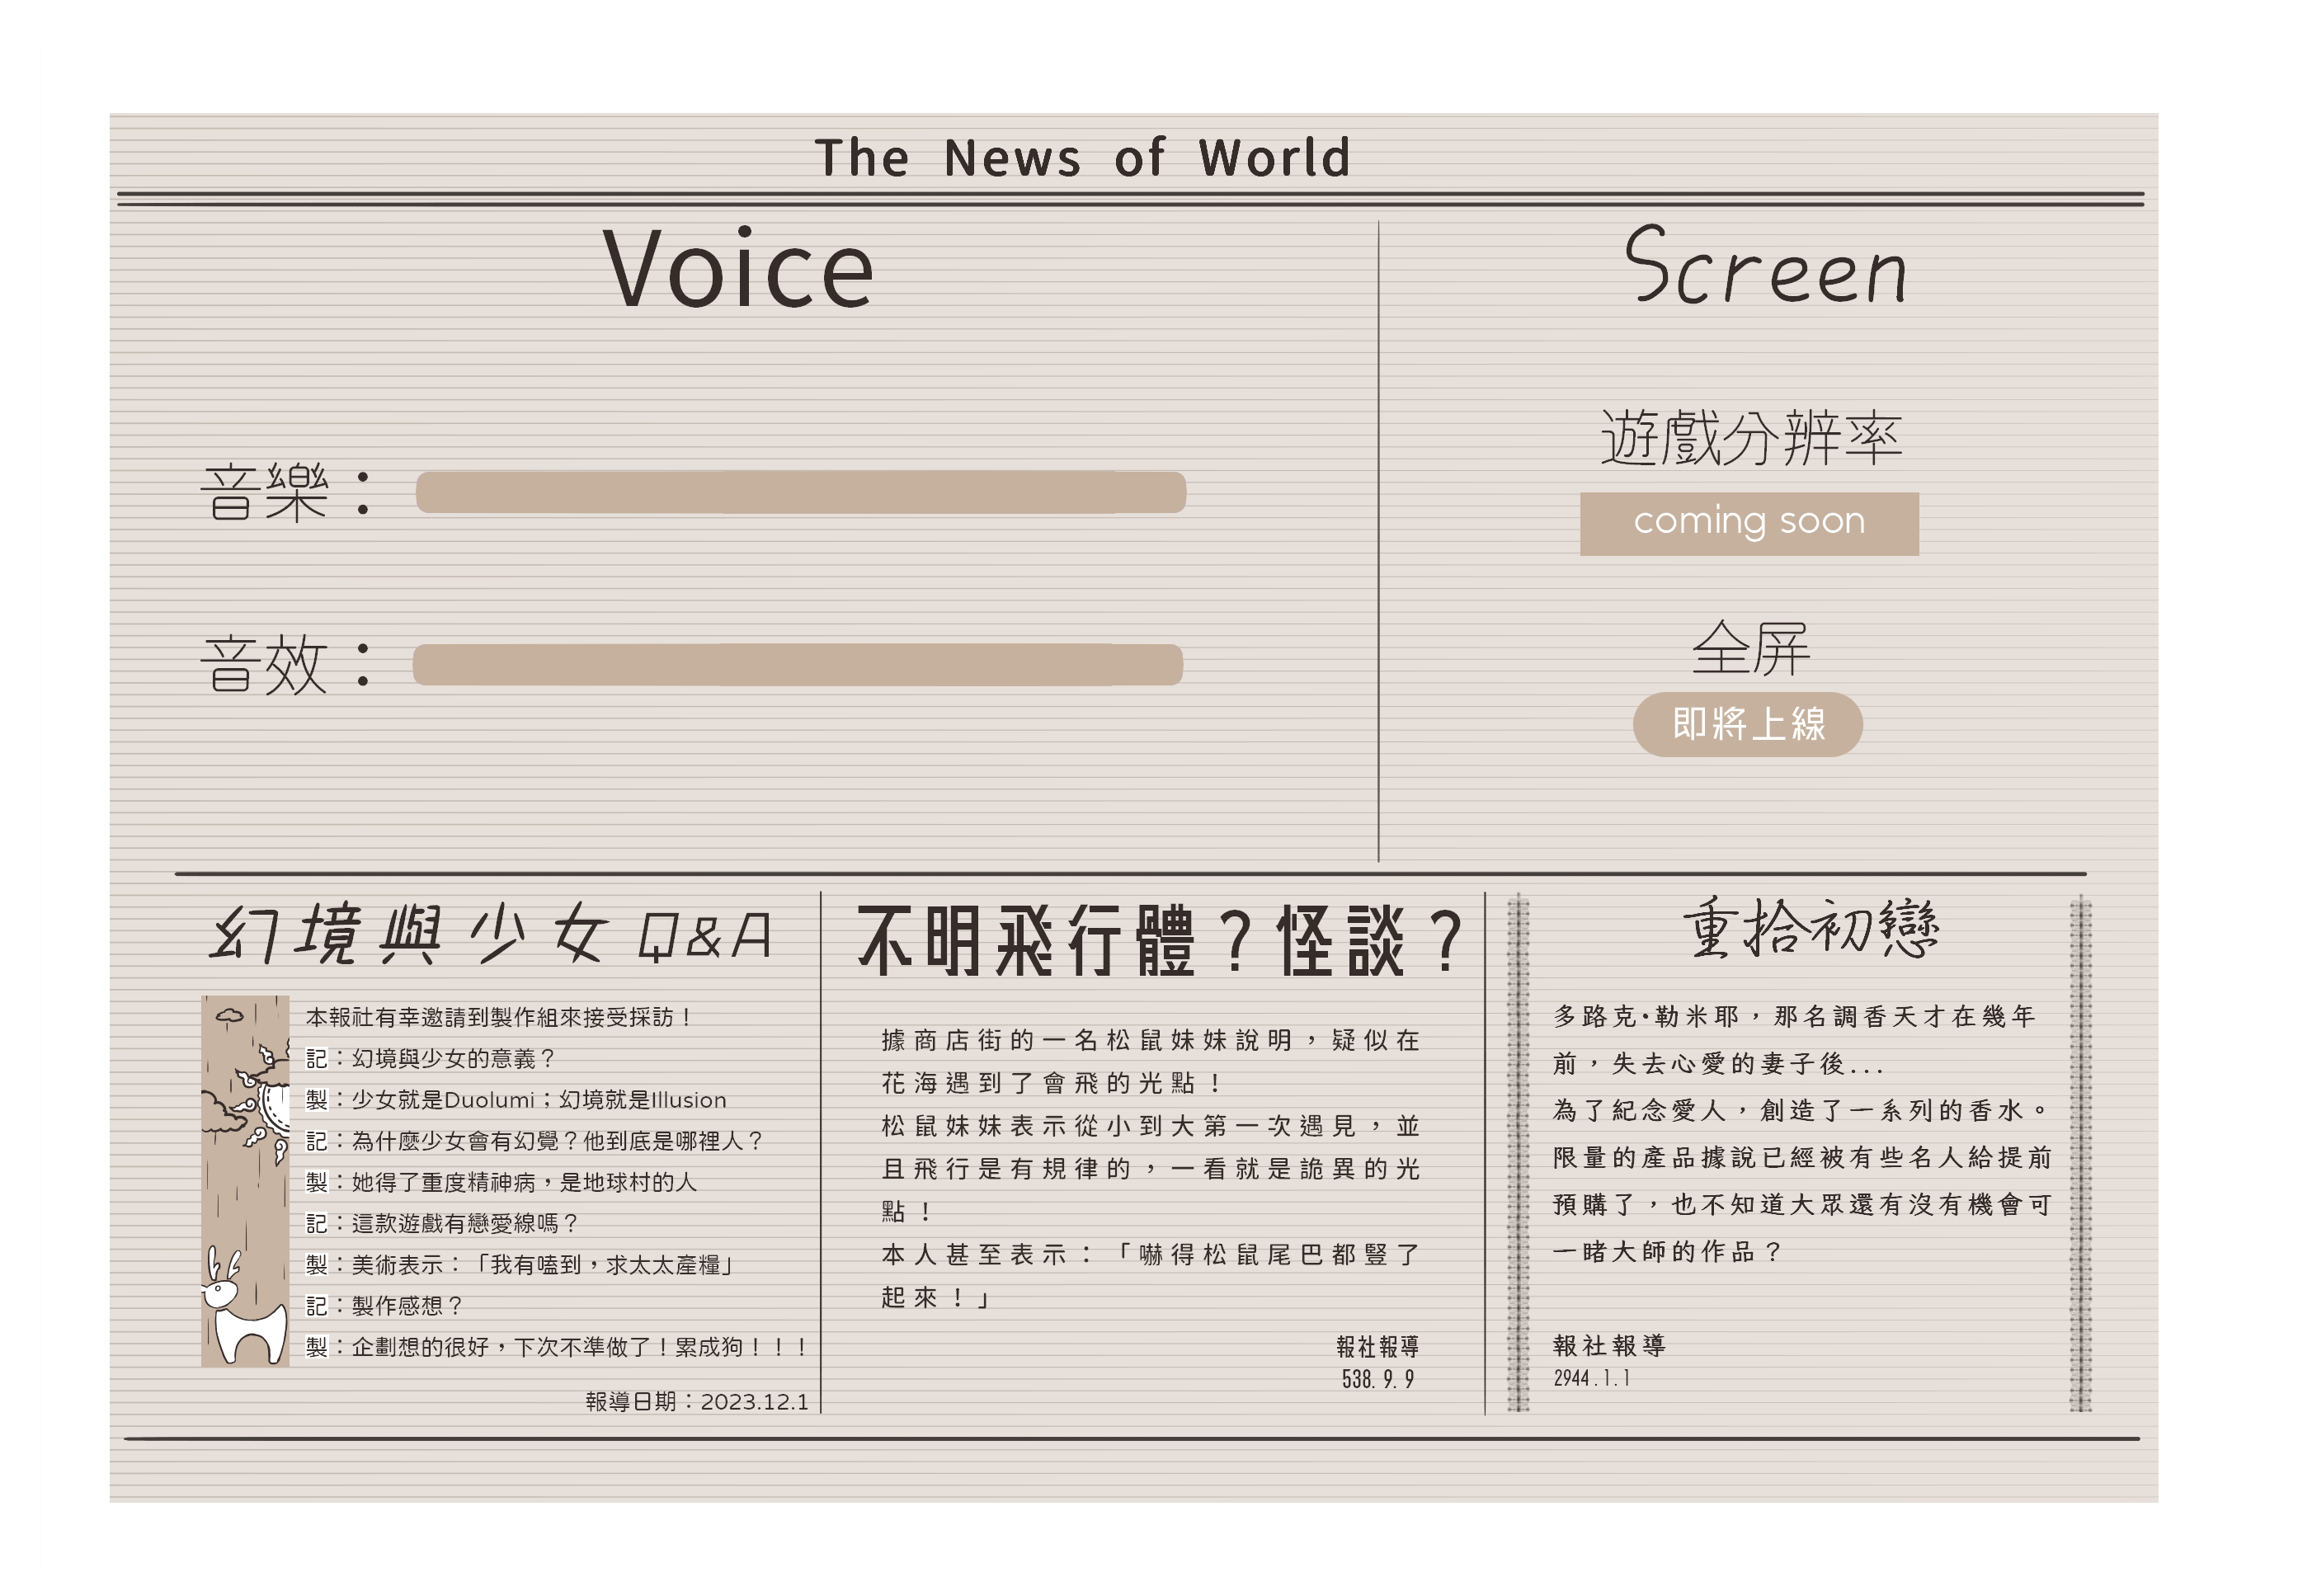 The News of World
Voice
音樂：
音效：
Screen
遊戲分辨率
coming soon
全屏
即將上線
幻境與少女Q&A
本報社有幸邀請到製作組來接受採訪！
記：幻境與少女的意義？
製：少女就是Duolumi；幻境就是Illusion
記：為什麼少女會有幻覺？他到底是哪裡人？
製：她得了重度精神病，是地球村的人
記：這款遊戲有戀愛線嗎？
製：美術表示：「我有嗑到，求太太產糧」
記：製作感想？
製：企劃想的很好，下次不準做了！累成狗！！！
報導日期：2023.12.1
不明飛行體？怪談？
據商店街的一名松鼠妹妹說明，疑似在
花海遇到了會飛的光點！
松鼠妹妹表示從小到大第一次遇見，並
且飛行是有規律的，一看就是詭異的光
點！
本人甚至表示：「嚇得松鼠尾巴都豎了
起來！」
報社報導
538.9.9
重拾初戀
多路克•勒米耶，那名調香天才在幾年
前，失去心愛的妻子後...
為了紀念愛人，創造了一系列的香水。
限量的產品據說已經被有些名人給提前
預購了，也不知道大眾還有沒有機會可
一睹大師的作品？
報社報導
2944.1.1